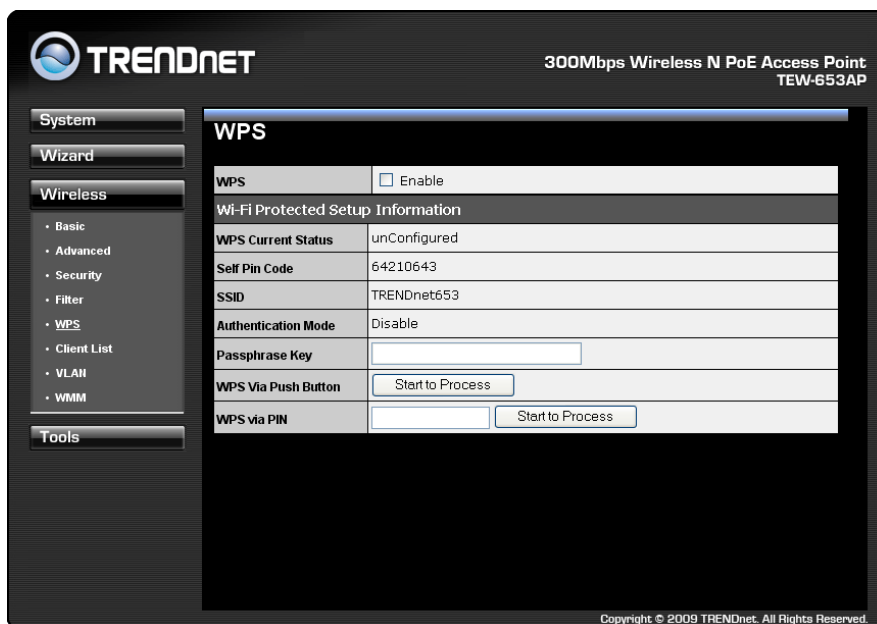 TRENDNET
300Mbps Wireless N PoE Access Point
TEW-653AP
System
Wizard
Wireless
• Basic
• Advanced
• Security
• Filter
• WPS
• Client List
• VLAN
• WMM
Tools
WPS
WPS Enable
Wi-Fi Protected Setup Information
WPS Current Status unConfigured
Self Pin Code 64210643
SSID TRENDnet653
Authentication Mode Disable
Passphrase Key
WPS Via Push Button Start to Process
WPS via PIN Start to Process
Copyright © 2009 TRENDnet. All Rights Reserved.